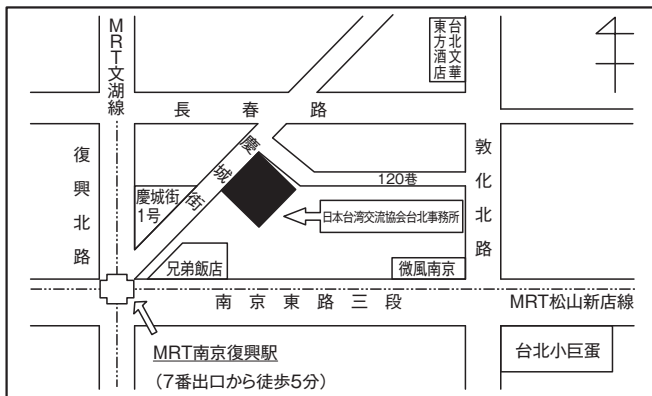 MRT文湖線
台北文華
東方酒店
長春路
復興北路
慶城街
1号
慶城街
120巷
敦化北路
日本台湾交流協会台北事務所
兄弟飯店
微風南京
南京東路三段
MRT松山新店線
MRT南京復興駅
(7番出口から徒歩5分)
台北小巨蛋